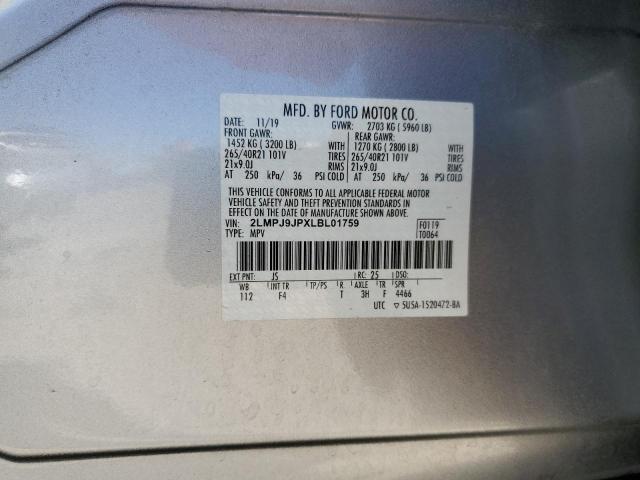 MFD. BY FORD MOTOR CO.
DATE: 11/19 GVWR: 2703 KG ( 5960 LB)
FRONT GAWR: REAR GAWR:
1452 KG ( 3200 LB) WITH 1270 KG ( 2800 LB) WITH
265/40R21 101V TIRES 265/40R21 101V TIRES
21x9.0J RIMS 21x9.0J RIMS
AT 250 kPa/ 36 PSI COLD AT 250 kPa/ 36 PSI COLD
THIS VEHICLE CONFORMS TO ALL APPLICABLE FEDERAL MOTOR
VEHICLE SAFETY AND THEFT PREVENTION STANDARDS IN
EFFECT ON THE DATE OF MANUFACTURE SHOWN ABOVE.
VIN: 2LMPJ9JPXLBL01759 F0119
TYPE: MPV T0064
EXT PNT: JS RC: 25 DSO:
WB INT TR TP/PS R AXLE TR SPR
112 F4 T 3H F 4466
UTC ▽ 5U5A-1520472-BA